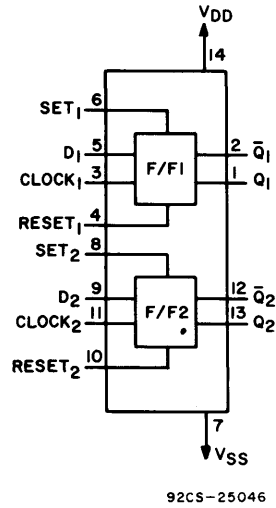 VDD
14
6
SET1
5
D1
F/F1
2
Q̅1
3
CLOCK1
1
Q1
4
RESET1
8
SET2
9
D2
F/F2
12
Q̅2
11
CLOCK2
13
Q2
10
RESET2
7
VSS
92CS-25046